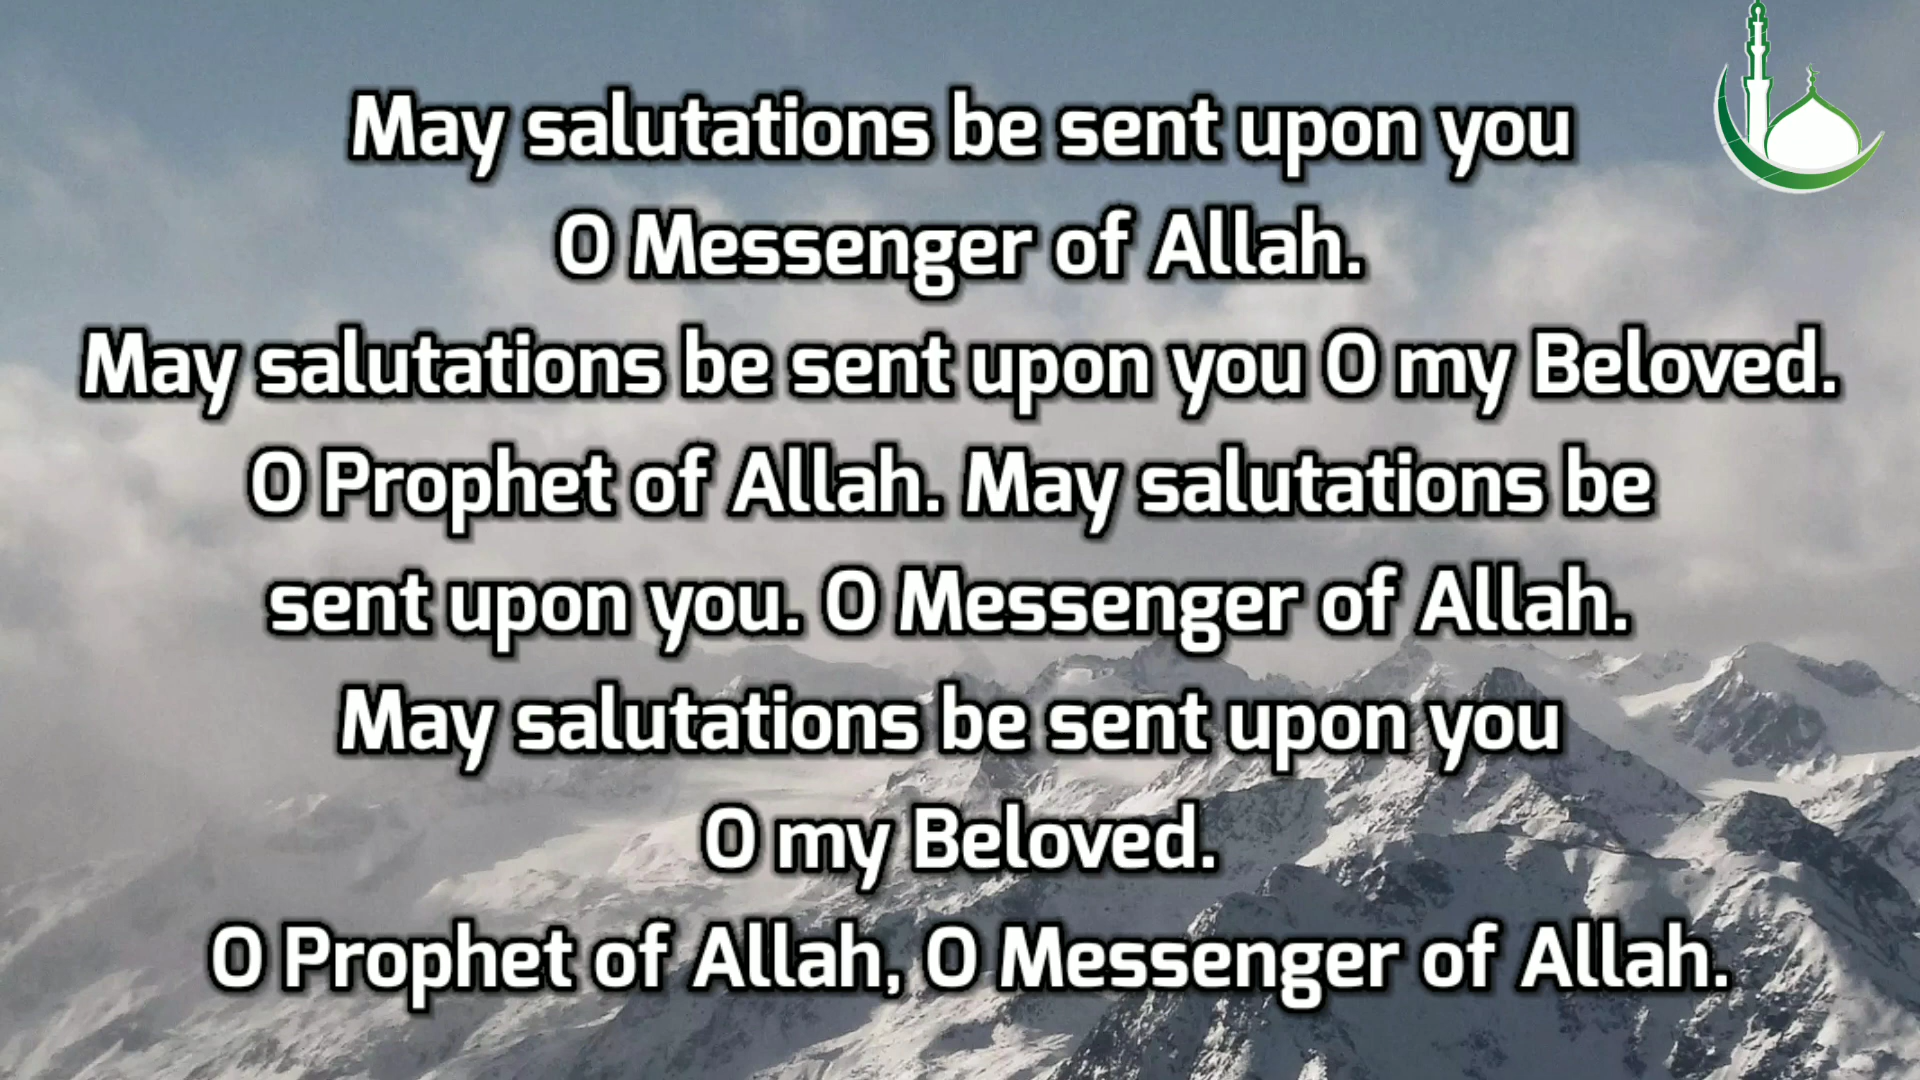 May salutations be sent upon you
O Messenger of Allah.
May salutations be sent upon you O my Beloved.
O Prophet of Allah. May salutations be
sent upon you. O Messenger of Allah.
May salutations be sent upon you
O my Beloved.
O Prophet of Allah, O Messenger of Allah.